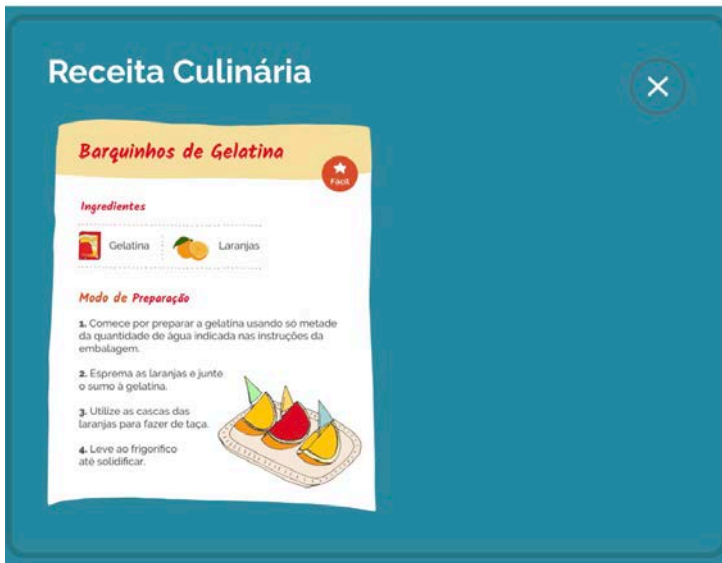 Receita Culinária
Barquinhos de Gelatina
Fácil
Ingredientes
Gelatina
Laranjas
Modo de Preparação
1. Comece por preparar a gelatina usando só metade
da quantidade de água indicada nas instruções da
embalagem.
2. Esprema as laranjas e junte
o sumo à gelatina.
3. Utilize as cascas das
laranjas para fazer de taça.
4. Leve ao frigorífico
até solidificar.